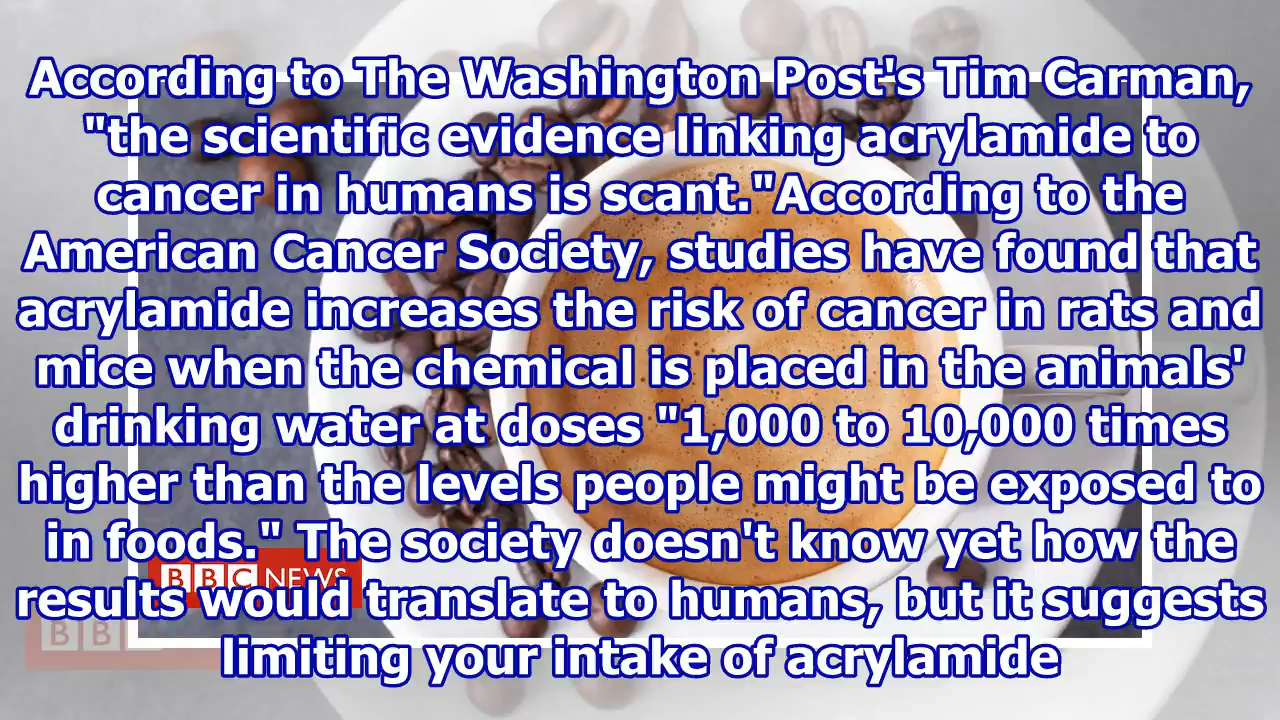 According to The Washington Post's Tim Carman,
"the scientific evidence linking acrylamide to
cancer in humans is scant."According to the
American Cancer Society, studies have found that
acrylamide increases the risk of cancer in rats and
mice when the chemical is placed in the animals'
drinking water at doses "1,000 to 10,000 times
higher than the levels people might be exposed to
in foods." The society doesn't know yet how the
results would translate to humans, but it suggests
limiting your intake of acrylamide
BBC NEWS
BB